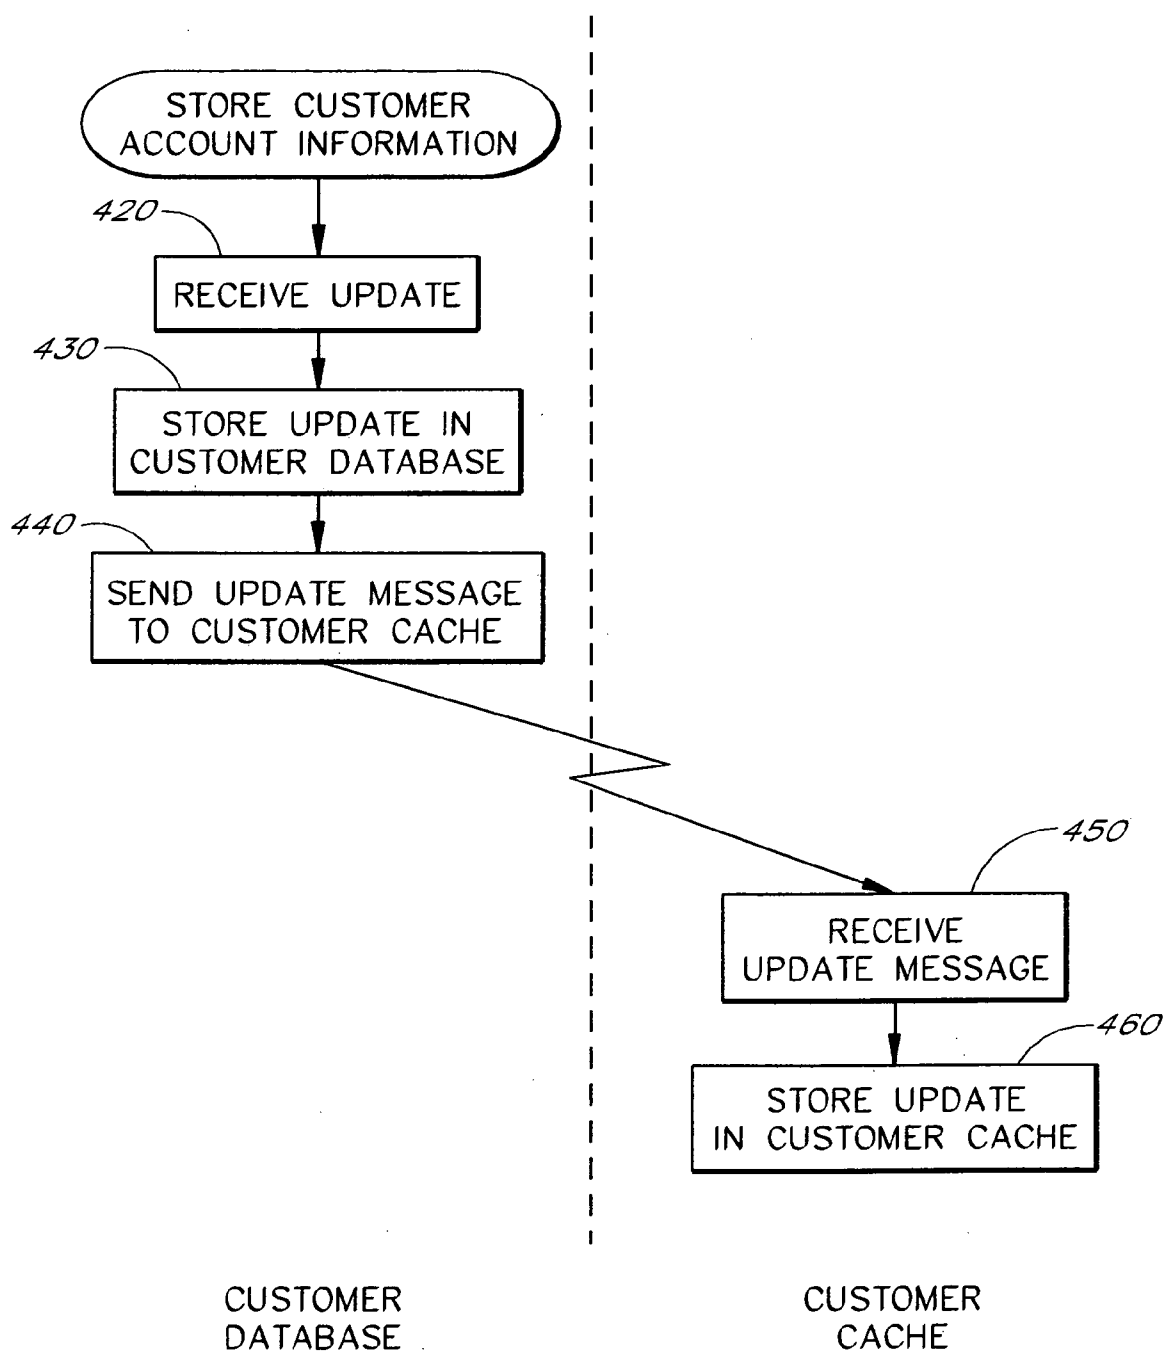 STORE CUSTOMER
ACCOUNT INFORMATION
420
RECEIVE UPDATE
430
STORE UPDATE IN
CUSTOMER DATABASE
440
SEND UPDATE MESSAGE
TO CUSTOMER CACHE
450
RECEIVE
UPDATE MESSAGE
460
STORE UPDATE
IN CUSTOMER CACHE
CUSTOMER
DATABASE
CUSTOMER
CACHE